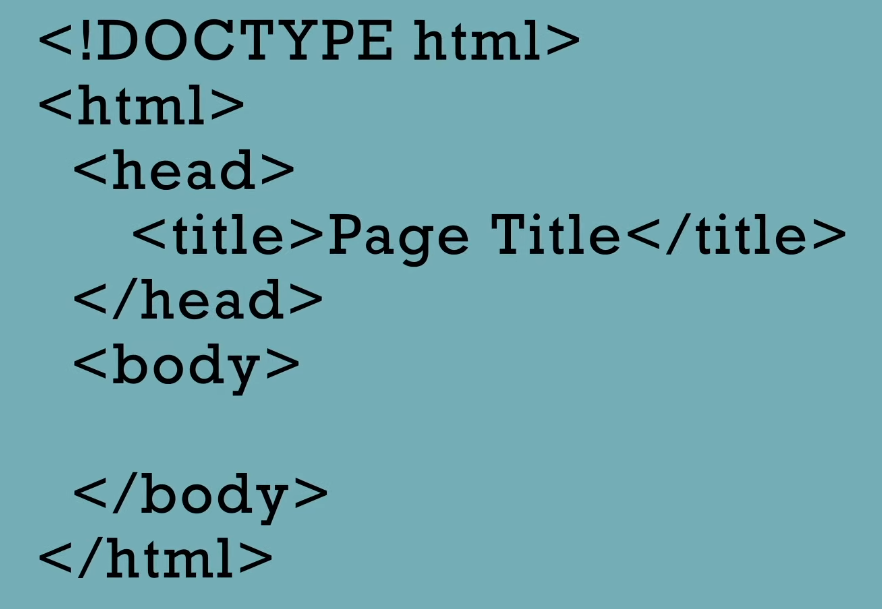 <!DOCTYPE html>
<html>
<head>
<title>Page Title</title>
</head>
<body>
</body>
</html>